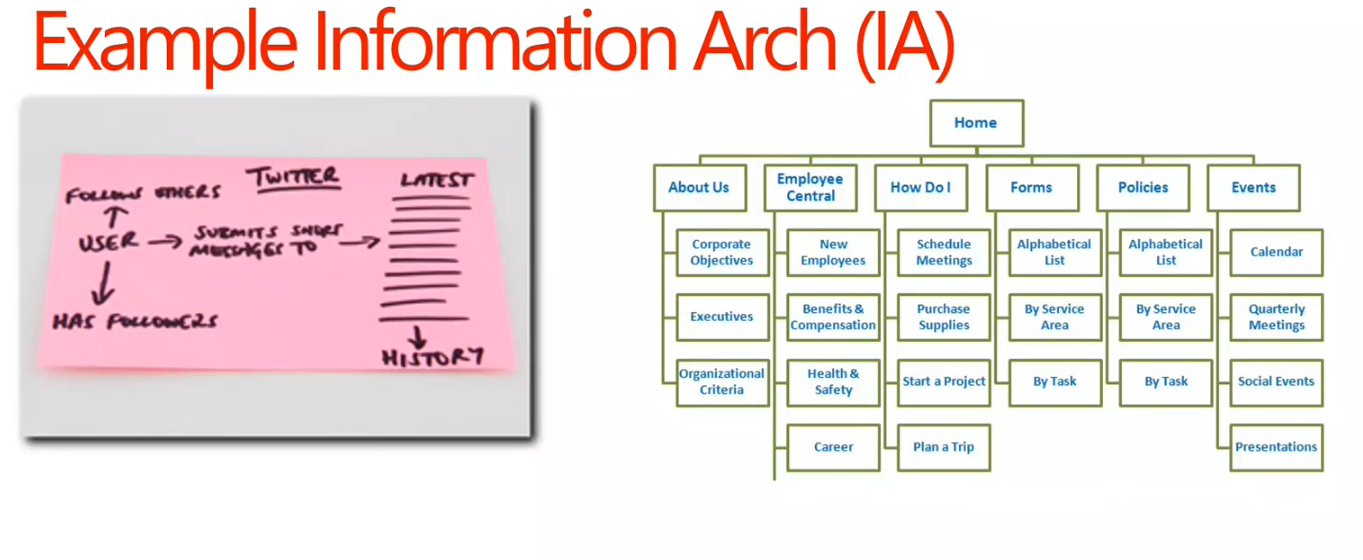 Example Information Arch (IA)
TWITTER
LATEST
FOLLOW OTHERS
USER → SUBMITS SHORT
MESSAGES TO →
HAS FOLLOWERS
HISTORY
Home
About Us
Employee
Central
How Do I
Forms
Policies
Events
Corporate
Objectives
New
Employees
Schedule
Meetings
Alphabetical
List
Alphabetical
List
Calendar
Executives
Benefits &
Compensation
Purchase
Supplies
By Service
Area
By Service
Area
Quarterly
Meetings
Organizational
Criteria
Health &
Safety
Start a Project
By Task
By Task
Social Events
Career
Plan a Trip
Presentations